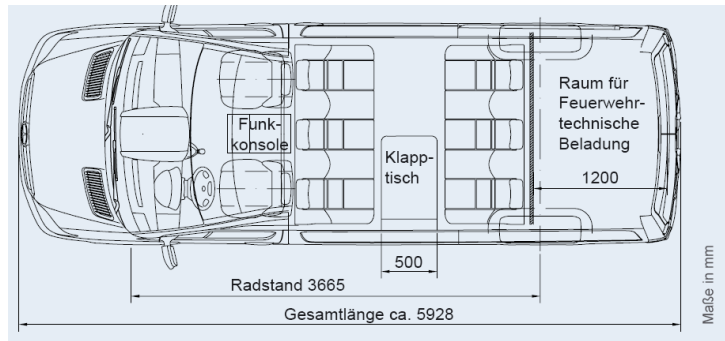 Funk-
konsole
Klapp-
tisch
Raum für
Feuerwehr-
technische
Beladung
1200
500
Radstand 3665
Gesamtlänge ca. 5928
Maße in mm